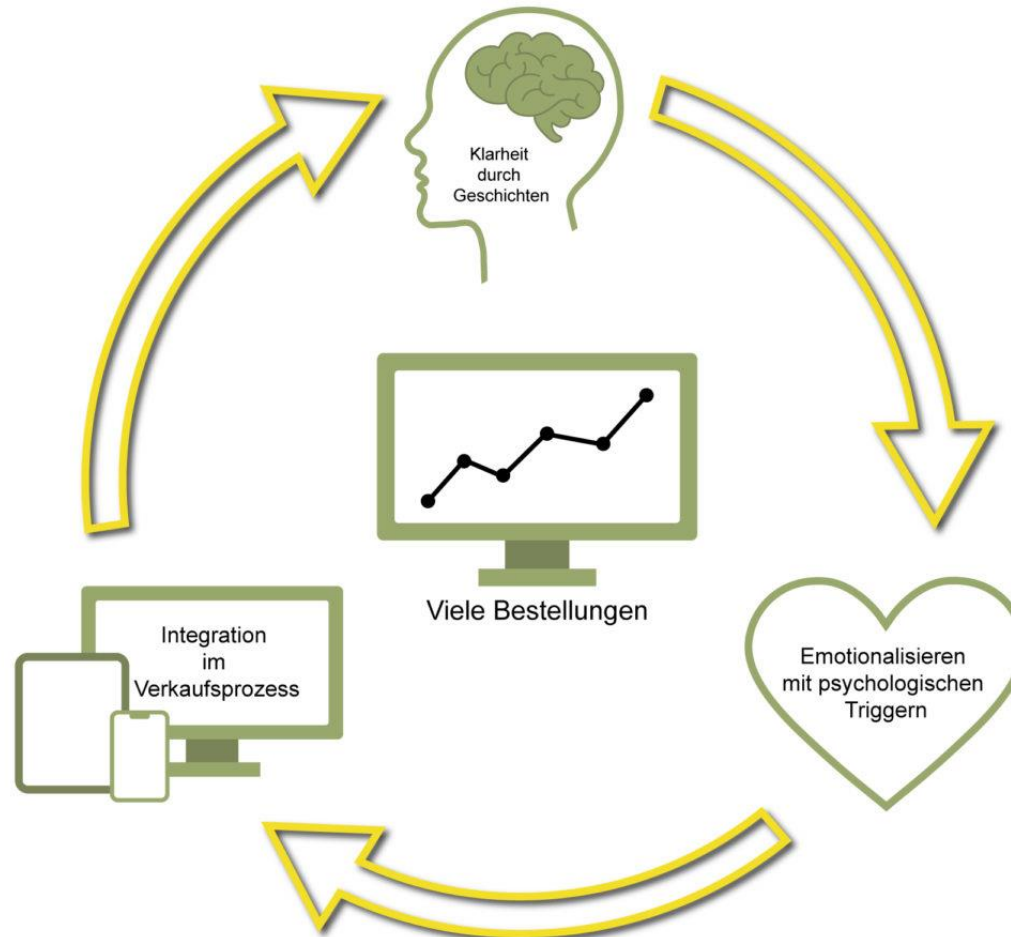 Klarheit
durch
Geschichten
Viele Bestellungen
Emotionalisieren
mit psychologischen
Triggern
Integration
im
Verkaufsprozess